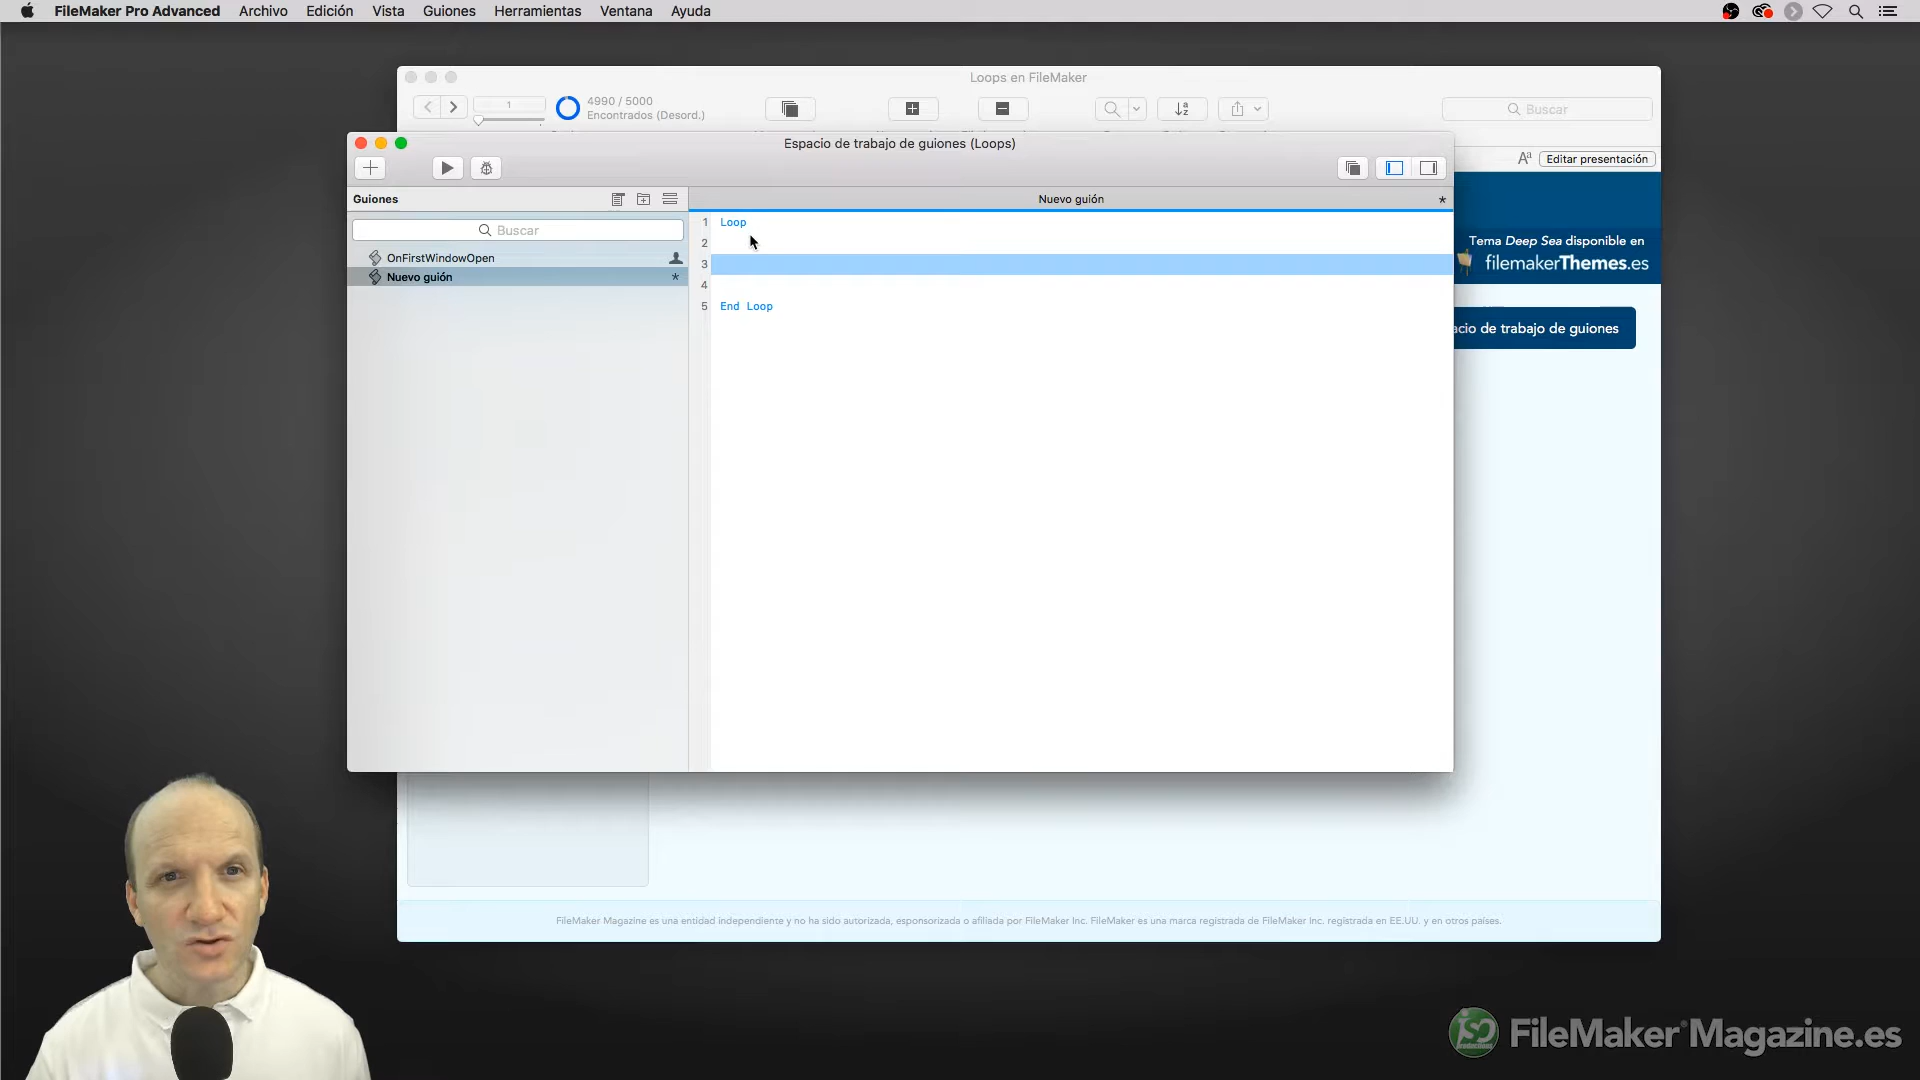 FileMaker Pro Advanced Archivo Edición Vista Guiones Herramientas Ventana Ayuda
Loops en FileMaker
1
4990 / 5000
Encontrados (Desord.)
Buscar
Espacio de trabajo de guiones (Loops)
Editar presentación
Guiones
Nuevo guión
*
Buscar
OnFirstWindowOpen
Nuevo guión *
1 Loop
2
3
4
5 End Loop
Tema Deep Sea disponible en
filemakerThemes.es
acio de trabajo de guiones
FileMaker Magazine es una entidad independiente y no ha sido autorizada, esponsorizada o afiliada por FileMaker Inc. FileMaker es una marca registrada de FileMaker Inc. registrada en EE.UU. y en otros países.
FileMaker Magazine.es